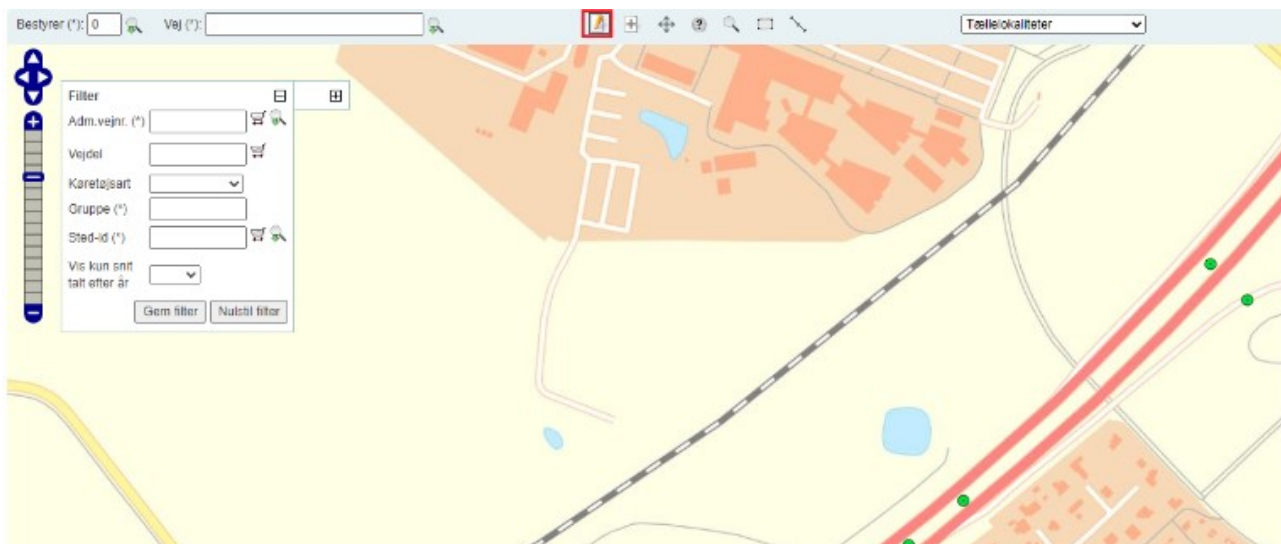 Bestyrer (*): 0 Vej (*): Tællelokaliteter
Filter
Adm.vejnr. (*)
Vejdel
Køretøjsart
Gruppe (*)
Sted-id (*)
Vis kun snit
talt efter år
Gem filter Nulstil filter